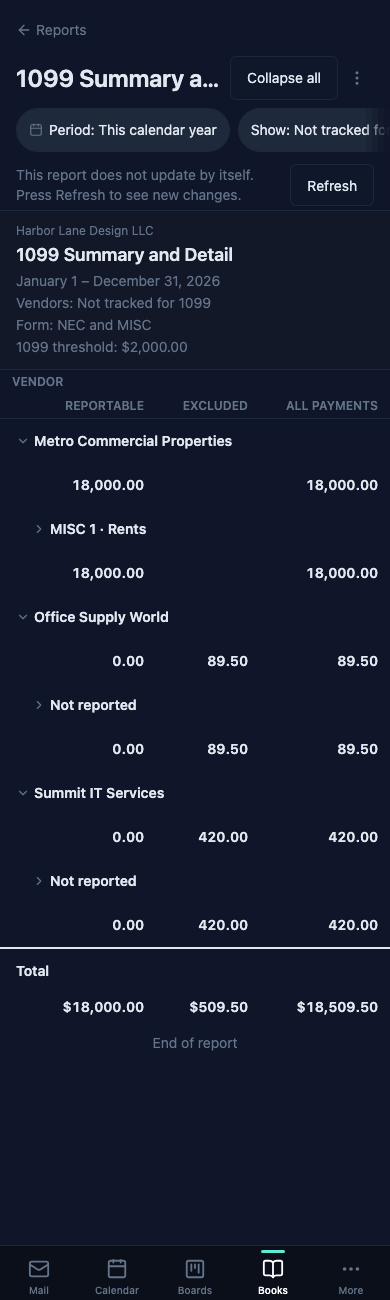 Reports
1099 Summary a...
Collapse all
Period: This calendar year
Show: Not tracked fo
This report does not update by itself.
Press Refresh to see new changes.
Refresh
Harbor Lane Design LLC
1099 Summary and Detail
January 1 – December 31, 2026
Vendors: Not tracked for 1099
Form: NEC and MISC
1099 threshold: $2,000.00
VENDOR
REPORTABLE EXCLUDED ALL PAYMENTS
Metro Commercial Properties
18,000.00 18,000.00
MISC 1 · Rents
18,000.00 18,000.00
Office Supply World
0.00 89.50 89.50
Not reported
0.00 89.50 89.50
Summit IT Services
0.00 420.00 420.00
Not reported
0.00 420.00 420.00
Total
$18,000.00 $509.50 $18,509.50
End of report
Mail Calendar Boards Books More